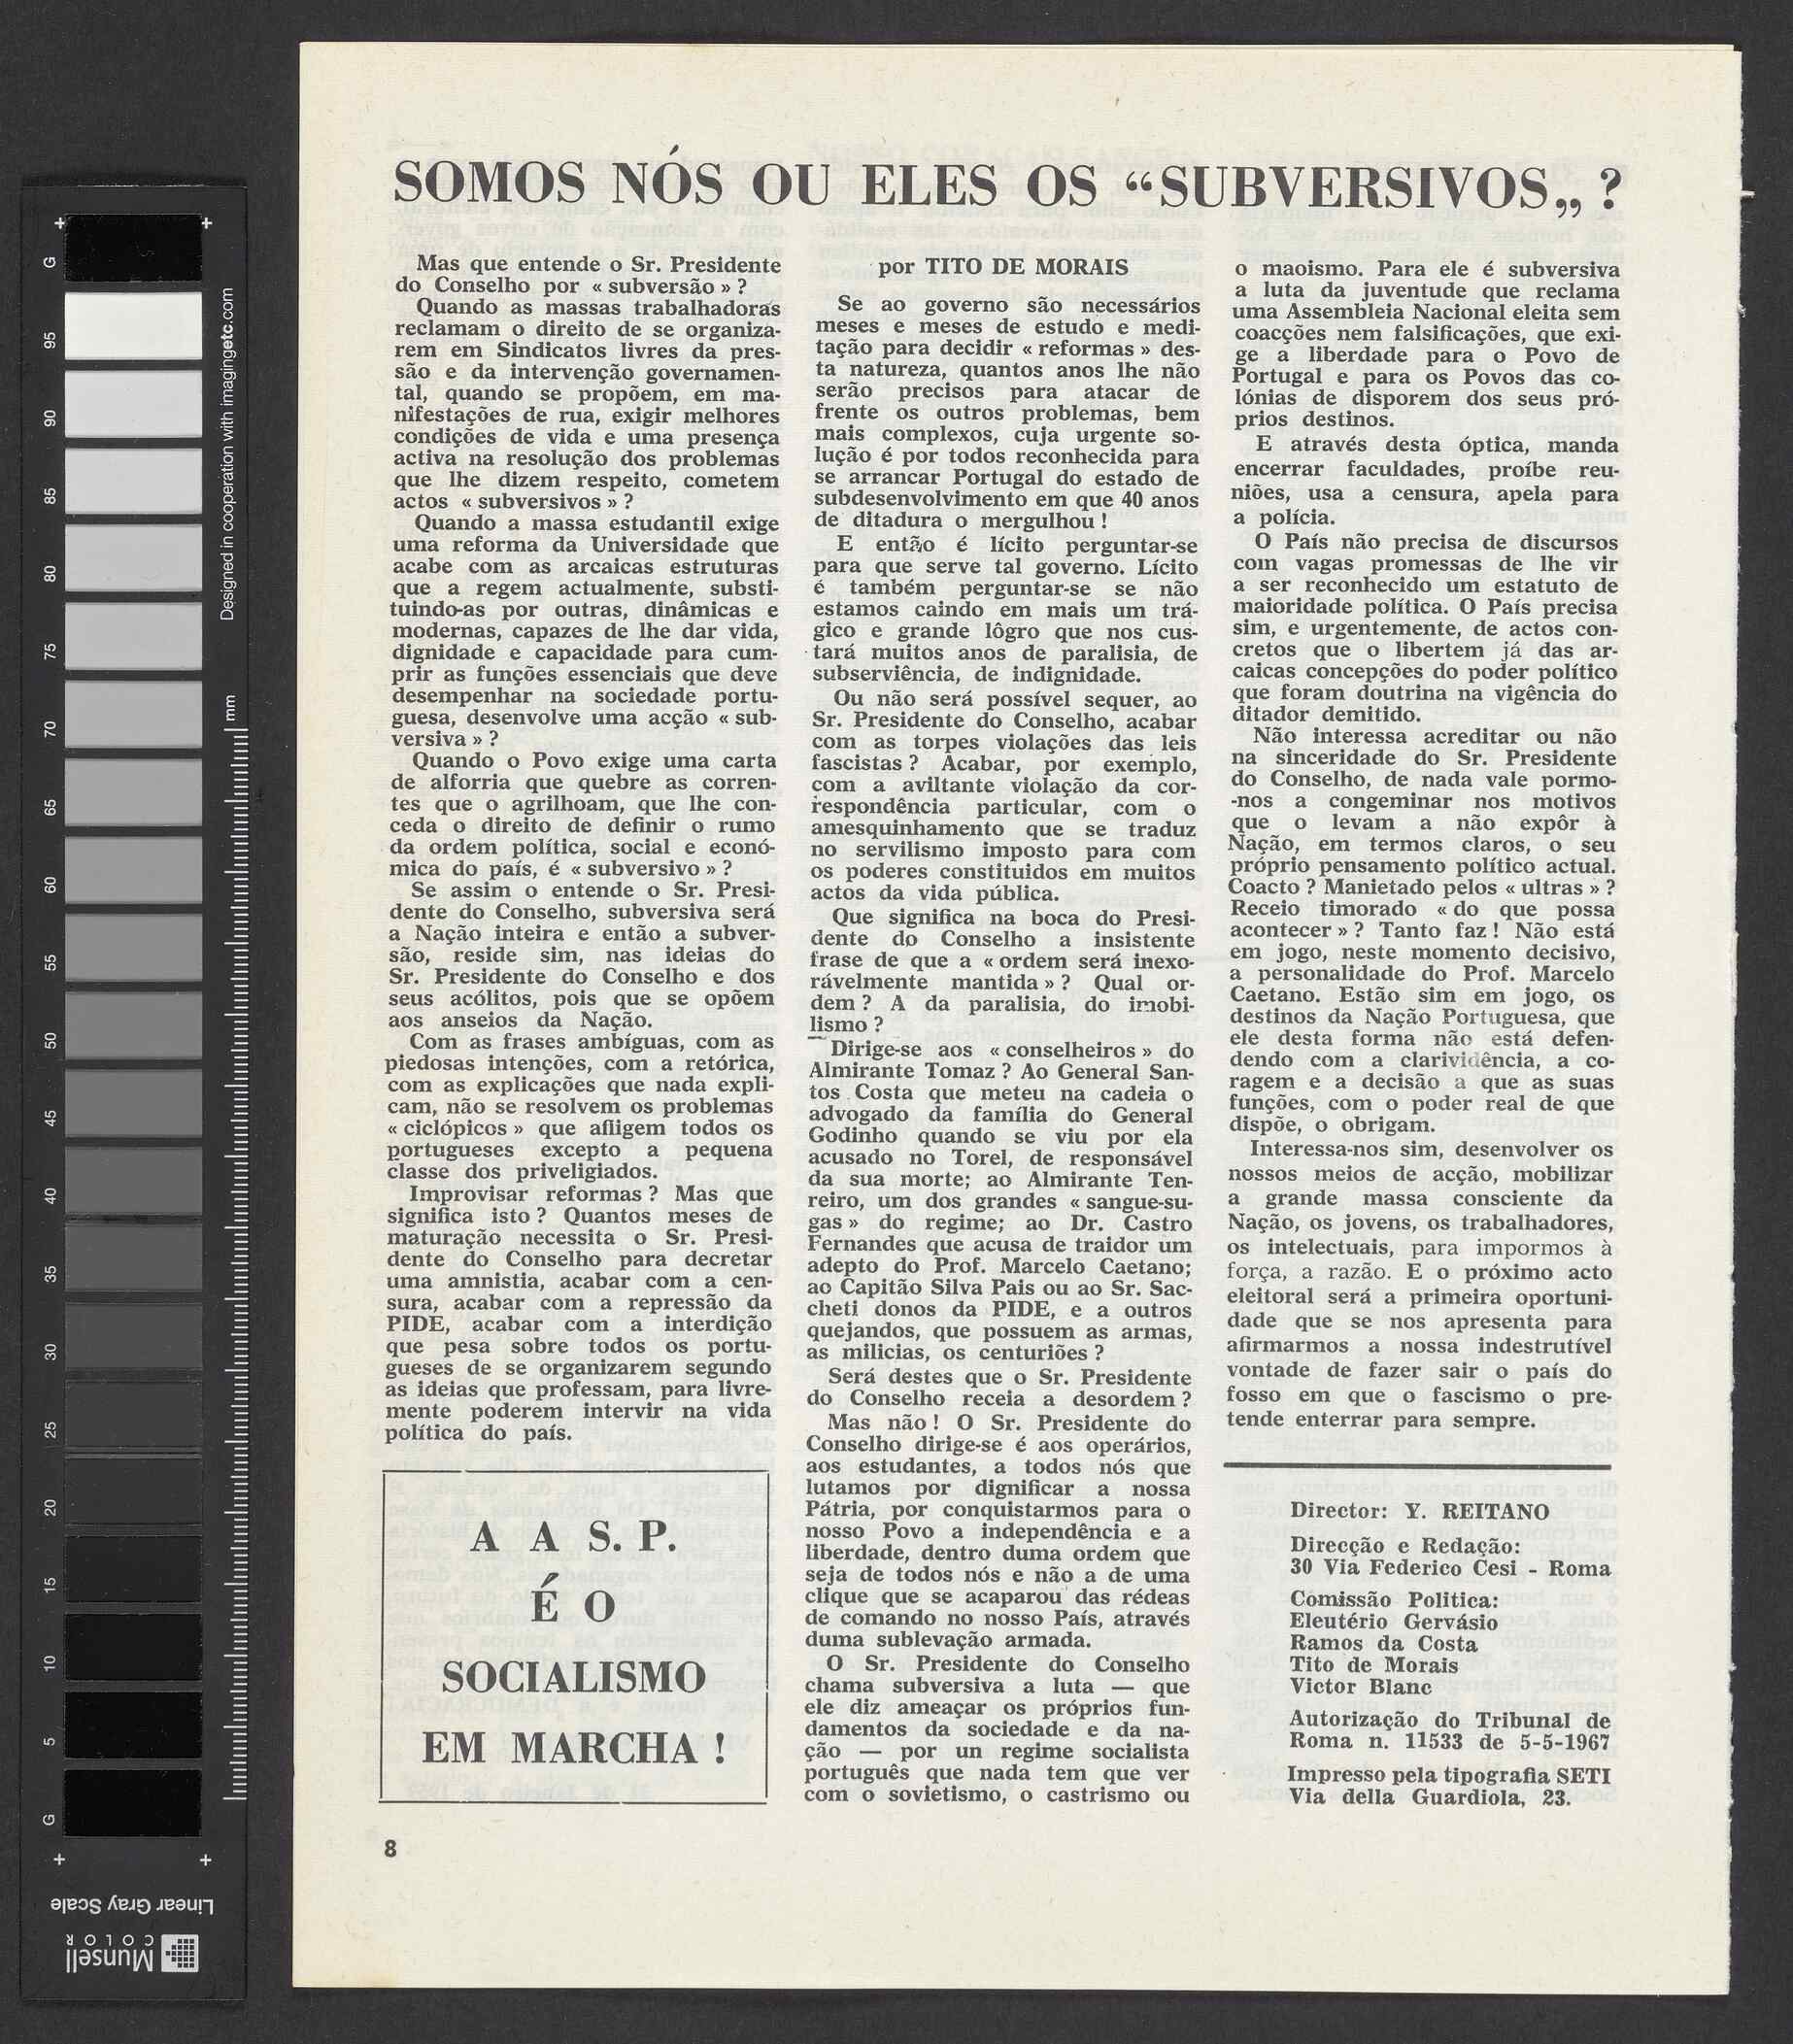 SOMOS NÓS OU ELES OS “SUBVERSIVOS„ ?
Mas que entende o Sr. Presidente
do Conselho por « subversão » ?
Quando as massas trabalhadoras
reclamam o direito de se organiza-
rem em Sindicatos livres da pres-
são e da intervenção governamen-
tal, quando se propõem, em ma-
nifestações de rua, exigir melhores
condições de vida e uma presença
activa na resolução dos problemas
que lhe dizem respeito, cometem
actos « subversivos » ?
Quando a massa estudantil exige
uma reforma da Universidade que
acabe com as arcaicas estruturas
que a regem actualmente, substi-
tuindo-as por outras, dinâmicas e
modernas, capazes de lhe dar vida,
dignidade e capacidade para cum-
prir as funções essenciais que deve
desempenhar na sociedade portu-
guesa, desenvolve uma acção « sub-
versiva » ?
Quando o Povo exige uma carta
de alforria que quebre as corren-
tes que o agrilhoam, que lhe con-
ceda o direito de definir o rumo
da ordem política, social e econó-
mica do país, é « subversivo » ?
Se assim o entende o Sr. Presi-
dente do Conselho, subversiva será
a Nação inteira e então a subver-
são, reside sim, nas ideias do
Sr. Presidente do Conselho e dos
seus acólitos, pois que se opõem
aos anseios da Nação.
Com as frases ambíguas, com as
piedosas intenções, com a retórica,
com as explicações que nada expli-
cam, não se resolvem os problemas
« ciclópicos » que afligem todos os
portugueses excepto a pequena
classe dos priveligiados.
Improvisar reformas ? Mas que
significa isto ? Quantos meses de
maturação necessita o Sr. Presi-
dente do Conselho para decretar
uma amnistia, acabar com a cen-
sura, acabar com a repressão da
PIDE, acabar com a interdição
que pesa sobre todos os portu-
gueses de se organizarem segundo
as ideias que professam, para livre-
mente poderem intervir na vida
política do país.
A A S. P.
É O
SOCIALISMO
EM MARCHA !
8
por TITO DE MORAIS
Se ao governo são necessários
meses e meses de estudo e medi-
tação para decidir « reformas » des-
ta natureza, quantos anos lhe não
serão precisos para atacar de
frente os outros problemas, bem
mais complexos, cuja urgente so-
lução é por todos reconhecida para
se arrancar Portugal do estado de
subdesenvolvimento em que 40 anos
de ditadura o mergulhou !
E então é lícito perguntar-se
para que serve tal governo. Lícito
é também perguntar-se se não
estamos caindo em mais um trá-
gico e grande lôgro que nos cus-
tará muitos anos de paralisia, de
subserviência, de indignidade.
Ou não será possível sequer, ao
Sr. Presidente do Conselho, acabar
com as torpes violações das leis
fascistas ? Acabar, por exemplo,
com a aviltante violação da cor-
respondência particular, com o
amesquinhamento que se traduz
no servilismo imposto para com
os poderes constituidos em muitos
actos da vida pública.
Que significa na boca do Presi-
dente do Conselho a insistente
frase de que a « ordem será inexo-
rávelmente mantida » ? Qual or-
dem ? A da paralisia, do imobi-
lismo ?
Dirige-se aos « conselheiros » do
Almirante Tomaz ? Ao General San-
tos Costa que meteu na cadeia o
advogado da família do General
Godinho quando se viu por ela
acusado no Torel, de responsável
da sua morte; ao Almirante Ten-
reiro, um dos grandes « sangue-su-
gas » do regime; ao Dr. Castro
Fernandes que acusa de traidor um
adepto do Prof. Marcelo Caetano;
ao Capitão Silva Pais ou ao Sr. Sac-
cheti donos da PIDE, e a outros
quejandos, que possuem as armas,
as milicias, os centuriões ?
Será destes que o Sr. Presidente
do Conselho receia a desordem ?
Mas não ! O Sr. Presidente do
Conselho dirige-se é aos operários,
aos estudantes, a todos nós que
lutamos por dignificar a nossa
Pátria, por conquistarmos para o
nosso Povo a independência e a
liberdade, dentro duma ordem que
seja de todos nós e não a de uma
clique que se acaparou das rédeas
de comando no nosso País, através
duma sublevação armada.
O Sr. Presidente do Conselho
chama subversiva a luta — que
ele diz ameaçar os próprios fun-
damentos da sociedade e da na-
ção — por un regime socialista
português que nada tem que ver
com o sovietismo, o castrismo ou
o maoismo. Para ele é subversiva
a luta da juventude que reclama
uma Assembleia Nacional eleita sem
coacções nem falsificações, que exi-
ge a liberdade para o Povo de
Portugal e para os Povos das co-
lónias de disporem dos seus pró-
prios destinos.
E através desta óptica, manda
encerrar faculdades, proíbe reu-
niões, usa a censura, apela para
a polícia.
O País não precisa de discursos
com vagas promessas de lhe vir
a ser reconhecido um estatuto de
maioridade política. O País precisa
sim, e urgentemente, de actos con-
cretos que o libertem já das ar-
caicas concepções do poder político
que foram doutrina na vigência do
ditador demitido.
Não interessa acreditar ou não
na sinceridade do Sr. Presidente
do Conselho, de nada vale pormo-
-nos a congeminar nos motivos
que o levam a não expôr à
Nação, em termos claros, o seu
próprio pensamento político actual.
Coacto ? Manietado pelos « ultras » ?
Receio timorado « do que possa
acontecer » ? Tanto faz ! Não está
em jogo, neste momento decisivo,
a personalidade do Prof. Marcelo
Caetano. Estão sim em jogo, os
destinos da Nação Portuguesa, que
ele desta forma não está defen-
dendo com a clarividência, a co-
ragem e a decisão a que as suas
funções, com o poder real de que
dispõe, o obrigam.
Interessa-nos sim, desenvolver os
nossos meios de acção, mobilizar
a grande massa consciente da
Nação, os jovens, os trabalhadores,
os intelectuais, para impormos à
força, a razão. E o próximo acto
eleitoral será a primeira oportuni-
dade que se nos apresenta para
afirmarmos a nossa indestrutível
vontade de fazer sair o país do
fosso em que o fascismo o pre-
tende enterrar para sempre.
Director: Y. REITANO
Direcção e Redação:
30 Via Federico Cesi - Roma
Comissão Politica:
Eleutério Gervásio
Ramos da Costa
Tito de Morais
Victor Blanc
Autorização do Tribunal de
Roma n. 11533 de 5-5-1967
Impresso pela tipografia SETI
Via della Guardiola, 23.
G
95
90
85
80
75
70
65
60
55
50
45
40
35
30
25
20
15
10
5
G
Designed in cooperation with imagingetc.com
mm
Linear Gray Scale
Munsell
COLOR